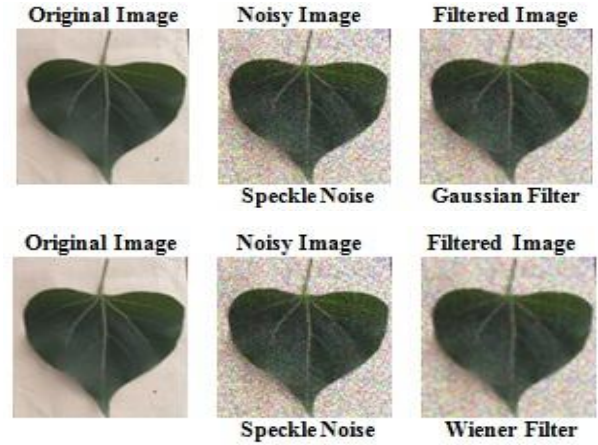 Original Image Noisy Image Filtered Image
Speckle Noise Gaussian Filter
Original Image Noisy Image Filtered Image
Speckle Noise Wiener Filter